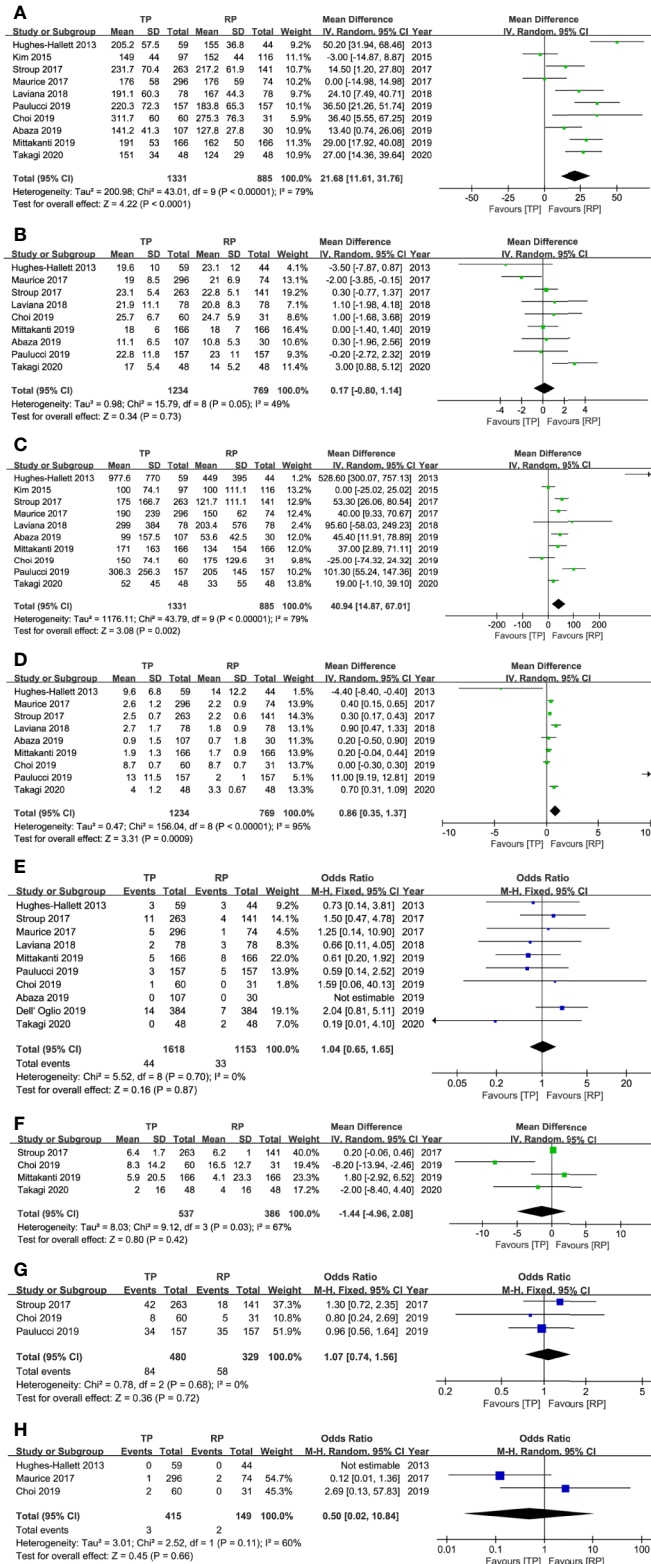 A
TP RP Mean Difference Mean Difference
Study or Subgroup Mean SD Total Mean SD Total Weight IV. Random. 95% CI Year IV. Random. 95% CI
Hughes-Hallett 2013 205.2 57.5 59 155 36.8 44 9.2% 50.20 [31.94, 68.46] 2013
Kim 2015 149 44 97 152 44 116 11.1% -3.00 [-14.87, 8.87] 2015
Stroup 2017 231.7 70.4 263 217.2 61.9 141 10.7% 14.50 [1.20, 27.80] 2017
Maurice 2017 176 58 296 176 59 74 10.2% 0.00 [-14.98, 14.98] 2017
Laviana 2018 191.1 60.3 78 167 44.3 78 9.7% 24.10 [7.49, 40.71] 2018
Paulucci 2019 220.3 72.3 157 183.8 65.3 157 10.1% 36.50 [21.26, 51.74] 2019
Choi 2019 311.7 60 60 275.3 76.3 31 6.1% 36.40 [5.55, 67.25] 2019
Abaza 2019 141.2 41.3 107 127.8 27.8 30 10.9% 13.40 [0.74, 26.06] 2019
Mittakanti 2019 191 53 166 162 50 166 11.3% 29.00 [17.92, 40.08] 2019
Takagi 2020 151 34 48 124 29 48 10.9% 27.00 [14.36, 39.64] 2020
Total (95% CI) 1331 885 100.0% 21.68 [11.61, 31.76]
Heterogeneity: Tau² = 200.98; Chi² = 43.01, df = 9 (P < 0.00001); I² = 79%
Test for overall effect: Z = 4.22 (P < 0.0001)
-50 -25 0 25 50
Favours [TP] Favours [RP]
B
TP RP Mean Difference Mean Difference
Study or Subgroup Mean SD Total Mean SD Total Weight IV. Random. 95% CI Year IV. Random. 95% CI
Hughes-Hallett 2013 19.6 10 59 23.1 12 44 4.1% -3.50 [-7.87, 0.87] 2013
Maurice 2017 19 8.5 296 21 6.9 74 14.0% -2.00 [-3.85, -0.15] 2017
Stroup 2017 23.1 5.4 263 22.8 5.1 141 21.0% 0.30 [-0.77, 1.37] 2017
Laviana 2018 21.9 11.1 78 20.8 8.3 78 7.1% 1.10 [-1.98, 4.18] 2018
Choi 2019 25.7 6.7 60 24.7 5.9 31 9.1% 1.00 [-1.68, 3.68] 2019
Mittakanti 2019 18 6 166 18 7 166 17.9% 0.00 [-1.40, 1.40] 2019
Abaza 2019 11.1 6.5 107 10.8 5.3 30 11.4% 0.30 [-1.96, 2.56] 2019
Paulucci 2019 22.8 11.8 157 23 11 157 9.9% -0.20 [-2.72, 2.32] 2019
Takagi 2020 17 5.4 48 14 5.2 48 12.4% 3.00 [0.88, 5.12] 2020
Total (95% CI) 1234 769 100.0% 0.17 [-0.80, 1.14]
Heterogeneity: Tau² = 0.98; Chi² = 15.79, df = 8 (P = 0.05); I² = 49%
Test for overall effect: Z = 0.34 (P = 0.73)
-4 -2 0 2 4
Favours [TP] Favours [RP]
C
TP RP Mean Difference Mean Difference
Study or Subgroup Mean SD Total Mean SD Total Weight IV. Random. 95% CI Year IV. Random. 95% CI
Hughes-Hallett 2013 977.6 770 59 449 395 44 1.2% 528.60 [300.07, 757.13] 2013
Kim 2015 100 74.1 97 100 111.1 116 14.1% 0.00 [-25.02, 25.02] 2015
Stroup 2017 175 166.7 263 121.7 111.1 141 13.8% 53.30 [26.06, 80.54] 2017
Maurice 2017 190 239 296 150 62 74 13.2% 40.00 [9.33, 70.67] 2017
Laviana 2018 299 384 78 203.4 576 78 2.5% 95.60 [-58.03, 249.23] 2018
Abaza 2019 99 157.5 107 53.6 42.5 30 12.7% 45.40 [11.91, 78.89] 2019
Mittakanti 2019 171 163 166 134 154 166 12.6% 37.00 [2.89, 71.11] 2019
Choi 2019 150 74.1 60 175 129.6 31 9.8% -25.00 [-74.32, 24.32] 2019
Paulucci 2019 306.3 256.3 157 205 145 157 10.3% 101.30 [55.24, 147.36] 2019
Takagi 2020 52 45 48 33 55 48 15.0% 19.00 [-1.10, 39.10] 2020
Total (95% CI) 1331 885 100.0% 40.94 [14.87, 67.01]
Heterogeneity: Tau² = 1176.11; Chi² = 43.79, df = 9 (P < 0.00001); I² = 79%
Test for overall effect: Z = 3.08 (P = 0.002)
-200 -100 0 100 200
Favours [TP] Favours [RP]
D
TP RP Mean Difference Mean Difference
Study or Subgroup Mean SD Total Mean SD Total Weight IV. Random. 95% CI Year IV. Random. 95% CI
Hughes-Hallett 2013 9.6 6.8 59 14 12.2 44 1.5% -4.40 [-8.40, -0.40] 2013
Maurice 2017 2.6 1.2 296 2.2 0.9 74 13.9% 0.40 [0.15, 0.65] 2017
Stroup 2017 2.5 0.7 263 2.2 0.6 141 14.3% 0.30 [0.17, 0.43] 2017
Laviana 2018 2.7 1.7 78 1.8 0.9 78 12.9% 0.90 [0.47, 1.33] 2018
Abaza 2019 0.9 1.5 107 0.7 1.8 30 11.1% 0.20 [-0.50, 0.90] 2019
Mittakanti 2019 1.9 1.3 166 1.7 0.9 166 13.9% 0.20 [-0.04, 0.44] 2019
Choi 2019 8.7 0.7 60 8.7 0.7 31 13.7% 0.00 [-0.30, 0.30] 2019
Paulucci 2019 13 11.5 157 2 1 157 5.1% 11.00 [9.19, 12.81] 2019
Takagi 2020 4 1.2 48 3.3 0.67 48 13.2% 0.70 [0.31, 1.09] 2020
Total (95% CI) 1234 769 100.0% 0.86 [0.35, 1.37]
Heterogeneity: Tau² = 0.47; Chi² = 156.04, df = 8 (P < 0.00001); I² = 95%
Test for overall effect: Z = 3.31 (P = 0.0009)
-10 -5 0 5 10
Favours [TP] Favours [RP]
E
TP RP Odds Ratio Odds Ratio
Study or Subgroup Events Total Events Total Weight M-H. Fixed. 95% CI Year M-H. Fixed. 95% CI
Hughes-Hallett 2013 3 59 3 44 9.2% 0.73 [0.14, 3.81] 2013
Stroup 2017 11 263 4 141 14.1% 1.50 [0.47, 4.78] 2017
Maurice 2017 5 296 1 74 4.5% 1.25 [0.14, 10.90] 2017
Laviana 2018 2 78 3 78 8.3% 0.66 [0.11, 4.05] 2018
Mittakanti 2019 5 166 8 166 22.0% 0.61 [0.20, 1.92] 2019
Paulucci 2019 3 157 5 157 13.9% 0.59 [0.14, 2.52] 2019
Choi 2019 1 60 0 31 1.8% 1.59 [0.06, 40.13] 2019
Abaza 2019 0 107 0 30 Not estimable 2019
Dell' Oglio 2019 14 384 7 384 19.1% 2.04 [0.81, 5.11] 2019
Takagi 2020 0 48 2 48 7.0% 0.19 [0.01, 4.10] 2020
Total (95% CI) 1618 1153 100.0% 1.04 [0.65, 1.65]
Total events 44 33
Heterogeneity: Chi² = 5.52, df = 8 (P = 0.70); I² = 0%
Test for overall effect: Z = 0.16 (P = 0.87)
0.05 0.2 1 5 20
Favours [TP] Favours [RP]
F
TP RP Mean Difference Mean Difference
Study or Subgroup Mean SD Total Mean SD Total Weight IV. Random. 95% CI Year IV. Random. 95% CI
Stroup 2017 6.4 1.7 263 6.2 1 141 40.0% 0.20 [-0.06, 0.46] 2017
Choi 2019 8.3 14.2 60 16.5 12.7 31 19.4% -8.20 [-13.94, -2.46] 2019
Mittakanti 2019 5.9 20.5 166 4.1 23.3 166 23.3% 1.80 [-2.92, 6.52] 2019
Takagi 2020 2 16 48 4 16 48 17.2% -2.00 [-8.40, 4.40] 2020
Total (95% CI) 537 386 100.0% -1.44 [-4.96, 2.08]
Heterogeneity: Tau² = 8.03; Chi² = 9.12, df = 3 (P = 0.03); I² = 67%
Test for overall effect: Z = 0.80 (P = 0.42)
-10 -5 0 5 10
Favours [TP] Favours [RP]
G
TP RP Odds Ratio Odds Ratio
Study or Subgroup Events Total Events Total Weight M-H. Fixed. 95% CI Year M-H. Fixed. 95% CI
Stroup 2017 42 263 18 141 37.3% 1.30 [0.72, 2.35] 2017
Choi 2019 8 60 5 31 10.9% 0.80 [0.24, 2.69] 2019
Paulucci 2019 34 157 35 157 51.9% 0.96 [0.56, 1.64] 2019
Total (95% CI) 480 329 100.0% 1.07 [0.74, 1.56]
Total events 84 58
Heterogeneity: Chi² = 0.78, df = 2 (P = 0.68); I² = 0%
Test for overall effect: Z = 0.36 (P = 0.72)
0.2 0.5 1 2 5
Favours [TP] Favours [RP]
H
TP RP Odds Ratio Odds Ratio
Study or Subgroup Events Total Events Total Weight M-H. Random. 95% CI Year M-H. Random. 95% CI
Hughes-Hallett 2013 0 59 0 44 Not estimable 2013
Maurice 2017 1 296 2 74 54.7% 0.12 [0.01, 1.36] 2017
Choi 2019 2 60 0 31 45.3% 2.69 [0.13, 57.83] 2019
Total (95% CI) 415 149 100.0% 0.50 [0.02, 10.84]
Total events 3 2
Heterogeneity: Tau² = 3.01; Chi² = 2.52, df = 1 (P = 0.11); I² = 60%
Test for overall effect: Z = 0.45 (P = 0.66)
0.01 0.1 1 10 100
Favours [TP] Favours [RP]